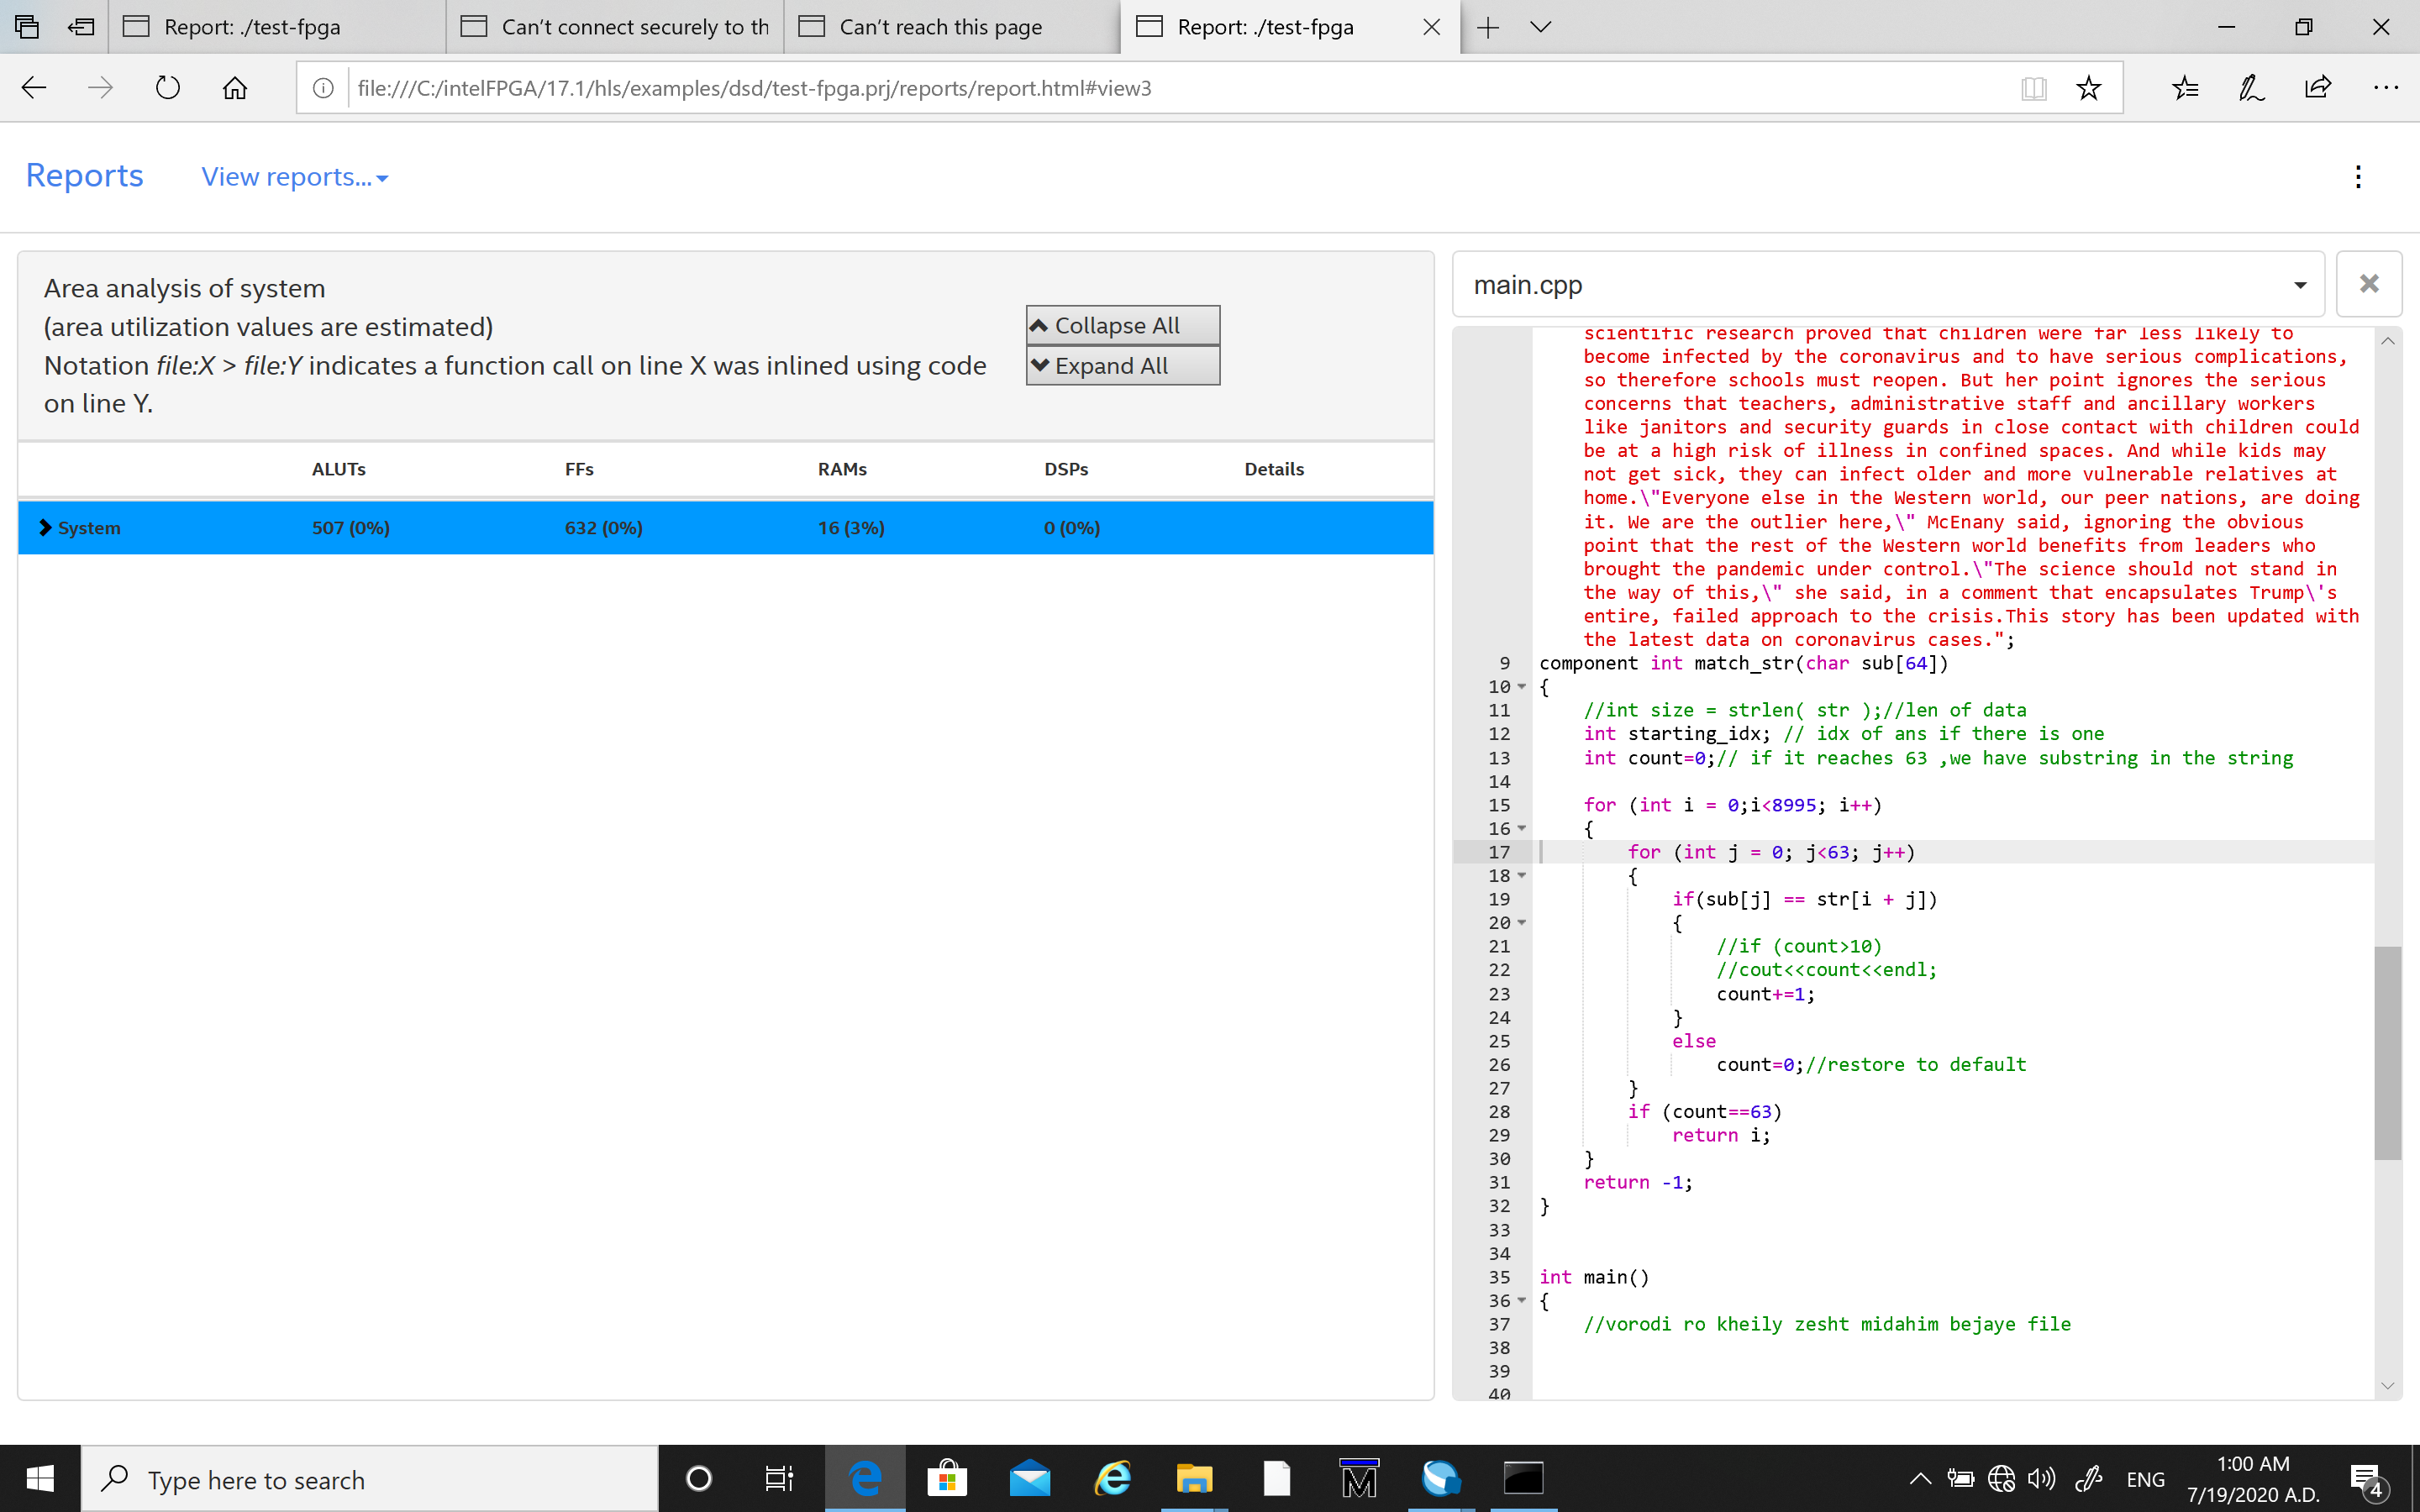 Report: ./test-fpga
Can't connect securely to th
Can't reach this page
Report: ./test-fpga
file:///C:/intelFPGA/17.1/hls/examples/dsd/test-fpga.prj/reports/report.html#view3
Reports
View reports...
Area analysis of system
(area utilization values are estimated)
Notation file:X > file:Y indicates a function call on line X was inlined using code
on line Y.
Collapse All
Expand All
ALUTs FFs RAMs DSPs Details
System 507 (0%) 632 (0%) 16 (3%) 0 (0%)
main.cpp
scientific research proved that children were far less likely to
become infected by the coronavirus and to have serious complications,
so therefore schools must reopen. But her point ignores the serious
concerns that teachers, administrative staff and ancillary workers
like janitors and security guards in close contact with children could
be at a high risk of illness in confined spaces. And while kids may
not get sick, they can infect older and more vulnerable relatives at
home.\"Everyone else in the Western world, our peer nations, are doing
it. We are the outlier here,\" McEnany said, ignoring the obvious
point that the rest of the Western world benefits from leaders who
brought the pandemic under control.\"The science should not stand in
the way of this,\" she said, in a comment that encapsulates Trump\'s
entire, failed approach to the crisis.This story has been updated with
the latest data on coronavirus cases.";
9 component int match_str(char sub[64])
10 {
11 //int size = strlen( str );//len of data
12 int starting_idx; // idx of ans if there is one
13 int count=0;// if it reaches 63 ,we have substring in the string
14
15 for (int i = 0;i<8995; i++)
16 {
17 for (int j = 0; j<63; j++)
18 {
19 if(sub[j] == str[i + j])
20 {
21 //if (count>10)
22 //cout<<count<<endl;
23 count+=1;
24 }
25 else
26 count=0;//restore to default
27 }
28 if (count==63)
29 return i;
30 }
31 return -1;
32 }
33
34
35 int main()
36 {
37 //vorodi ro kheily zesht midahim bejaye file
38
39
40
Type here to search
ENG
1:00 AM
7/19/2020 A.D.
4